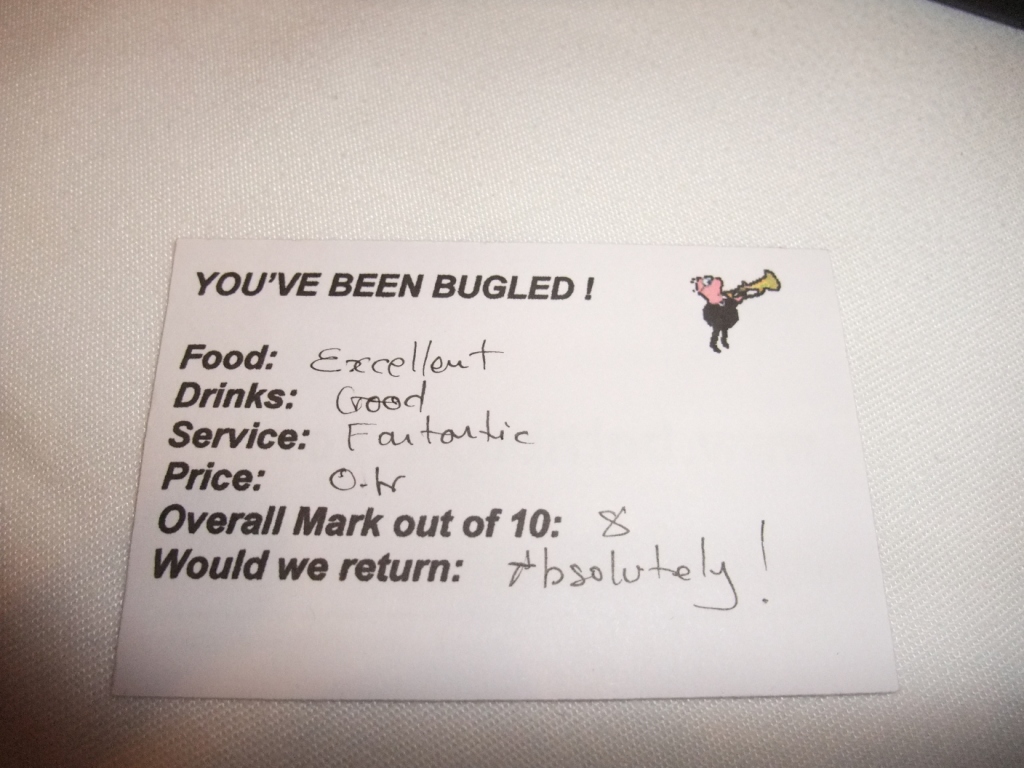 YOU'VE BEEN BUGLED !
Food: Excellent
Drinks: Good
Service: Fantastic
Price:
Overall Mark out of 10: 8
Would we return: Absolutely!